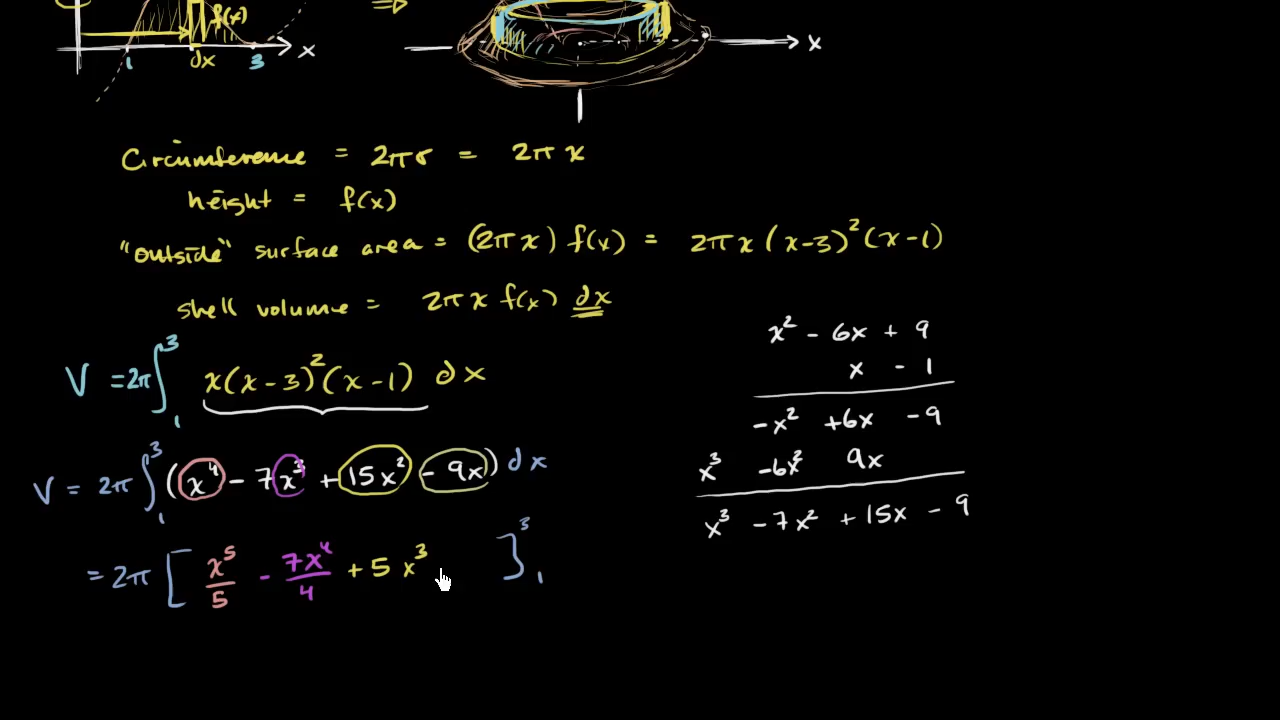 f(x)
1 dx 3 x
x
Circumference = 2πr = 2πx
height = f(x)
"outside" surface area = (2πx) f(x) = 2πx(x-3)²(x-1)
shell volume = 2πx f(x) dx
V = 2π∫₁³ x(x-3)²(x-1) dx
V = 2π∫₁³ (x⁴ - 7x³ + 15x² - 9x) dx
= 2π[x⁵/5 - 7x⁴/4 + 5x³ ]₁³
x² - 6x + 9
x - 1
-x² +6x -9
x³ -6x² 9x
x³ - 7x² + 15x - 9